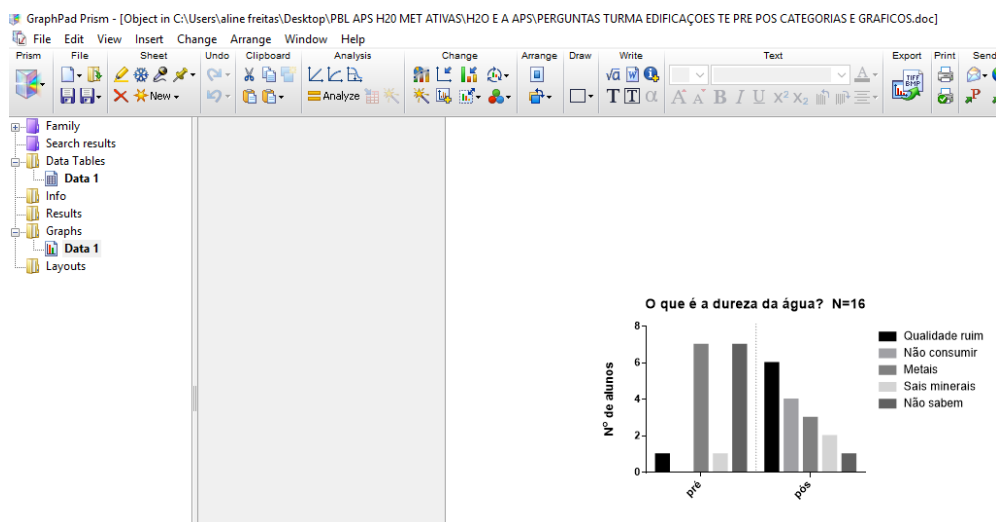 GraphPad Prism - [Object in C:\Users\aline freitas\Desktop\PBL APS H20 MET ATIVAS\H2O E A APS\PERGUNTAS TURMA EDIFICAÇOES TE PRE POS CATEGORIAS E GRAFICOS.doc]
File Edit View Insert Change Arrange Window Help
Prism File Sheet Undo Clipboard Analysis Change Arrange Draw Write Text Export Print Send
New
Analyze
√α
T T α A A B I U X² X₂
TIFF
BMP
Family
Search results
Data Tables
Data 1
Info
Results
Graphs
Data 1
Layouts
O que é a dureza da água? N=16
Nº de alunos
8
6
4
2
0
pré
pós
Qualidade ruim
Não consumir
Metais
Sais minerais
Não sabem